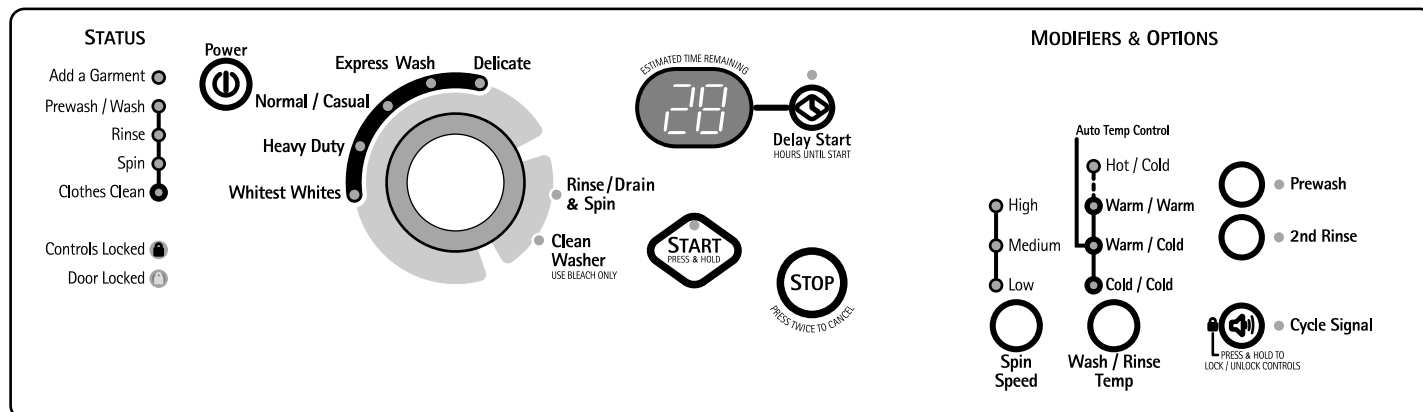 STATUS
Add a Garment
Prewash / Wash
Rinse
Spin
Clothes Clean
Controls Locked
Door Locked
Power
Express Wash
Delicate
Normal / Casual
Heavy Duty
Whitest Whites
Rinse/Drain
& Spin
Clean
Washer
USE BLEACH ONLY
ESTIMATED TIME REMAINING
28
Delay Start
HOURS UNTIL START
START
PRESS & HOLD
STOP
PRESS TWICE TO CANCEL
MODIFIERS & OPTIONS
High
Medium
Low
Spin
Speed
Auto Temp Control
Hot / Cold
Warm / Warm
Warm / Cold
Cold / Cold
Wash / Rinse
Temp
Prewash
2nd Rinse
Cycle Signal
PRESS & HOLD TO
LOCK / UNLOCK CONTROLS